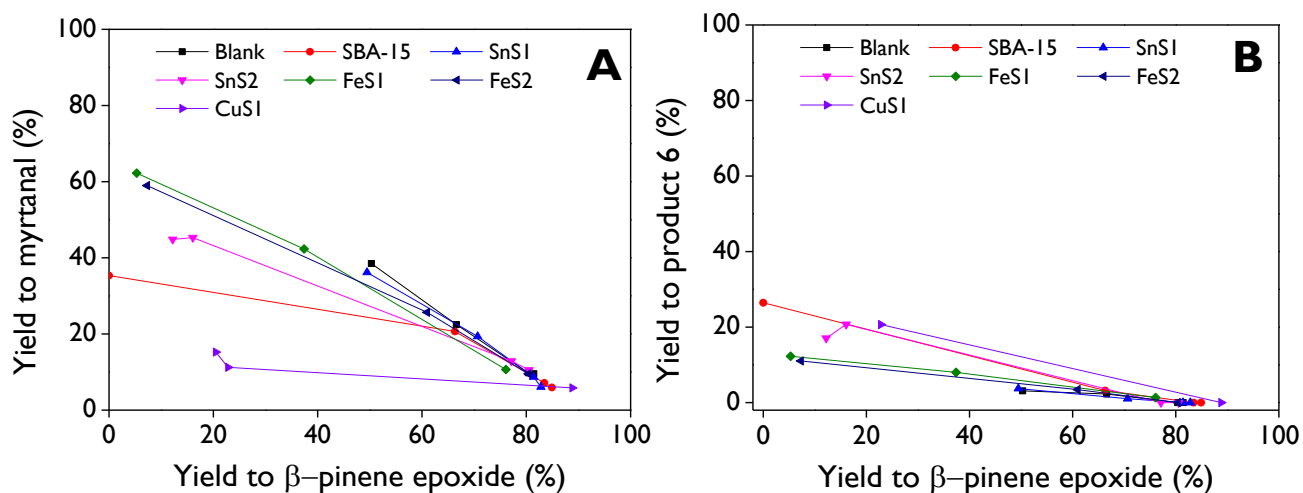 100
80
60
40
20
0
Yield to myrtanal (%)
Blank SBA-15 SnS1
SnS2 FeS1 FeS2
CuS1
A
0 20 40 60 80 100
Yield to β–pinene epoxide (%)
100
80
60
40
20
0
Yield to product 6 (%)
Blank SBA-15 SnS1
SnS2 FeS1 FeS2
CuS1
B
0 20 40 60 80 100
Yield to β–pinene epoxide (%)